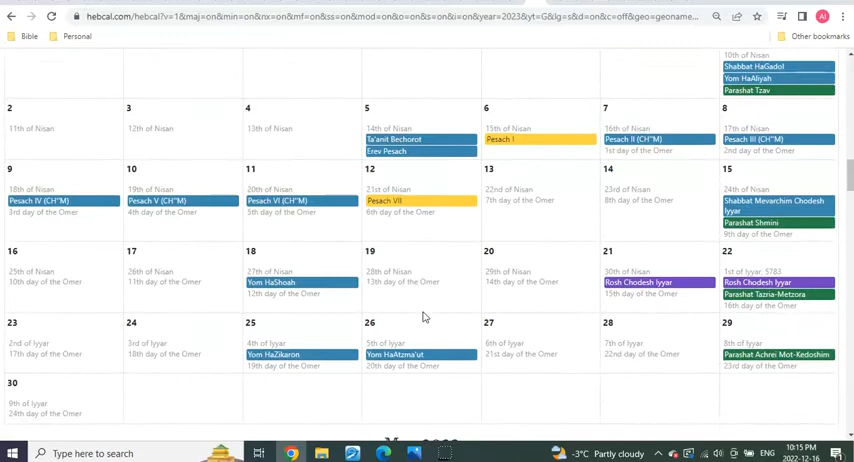 hebcal.com/hebcal?v=1&maj=on&min=on&nx=on&mf=on&ss=on&mod=on&o=on&s=on&i=on&year=2023&yt=G&lg=s&d=on&c=off&geo=geoname...
AI
Bible
Personal
Other bookmarks
10th of Nisan
Shabbat HaGadol
Yom HaAliyah
Parashat Tzav
2
11th of Nisan
3
12th of Nisan
4
13th of Nisan
5
14th of Nisan
Ta'anit Bechorot
Erev Pesach
6
15th of Nisan
Pesach I
7
16th of Nisan
Pesach II (CH"M)
1st day of the Omer
8
17th of Nisan
Pesach III (CH"M)
2nd day of the Omer
9
18th of Nisan
Pesach IV (CH"M)
3rd day of the Omer
10
19th of Nisan
Pesach V (CH"M)
4th day of the Omer
11
20th of Nisan
Pesach VI (CH"M)
5th day of the Omer
12
21st of Nisan
Pesach VII
6th day of the Omer
13
22nd of Nisan
7th day of the Omer
14
23rd of Nisan
8th day of the Omer
15
24th of Nisan
Shabbat Mevarchim Chodesh
Iyyar
Parashat Shmini
9th day of the Omer
16
25th of Nisan
10th day of the Omer
17
26th of Nisan
11th day of the Omer
18
27th of Nisan
Yom HaShoah
12th day of the Omer
19
28th of Nisan
13th day of the Omer
20
29th of Nisan
14th day of the Omer
21
30th of Nisan
Rosh Chodesh Iyyar
15th day of the Omer
22
1st of Iyyar, 5783
Rosh Chodesh Iyyar
Parashat Tazria-Metzora
16th day of the Omer
23
2nd of Iyyar
17th day of the Omer
24
3rd of Iyyar
18th day of the Omer
25
4th of Iyyar
Yom HaZikaron
19th day of the Omer
26
5th of Iyyar
Yom HaAtzma'ut
20th day of the Omer
27
6th of Iyyar
21st day of the Omer
28
7th of Iyyar
22nd day of the Omer
29
8th of Iyyar
Parashat Achrei Mot-Kedoshim
23rd day of the Omer
30
9th of Iyyar
24th day of the Omer
Type here to search
-3°C Partly cloudy
ENG
10:15 PM
2022-12-16